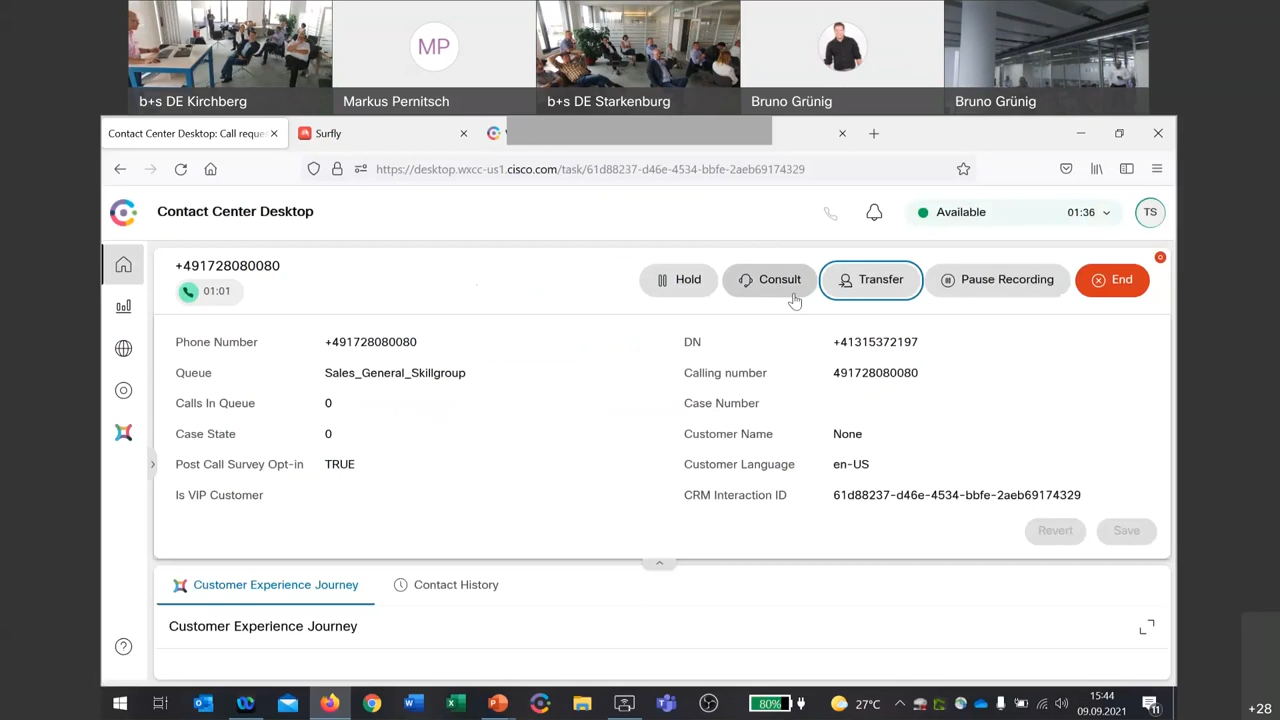 MP
b+s DE Kirchberg
Markus Pernitsch
b+s DE Starkenburg
Bruno Grünig
Bruno Grünig
Contact Center Desktop: Call reque
Surfly
https://desktop.wxcc-us1.cisco.com/task/61d88237-d46e-4534-bbfe-2aeb69174329
Contact Center Desktop
Available
01:36
TS
+491728080080
01:01
Hold
Consult
Transfer
Pause Recording
End
Phone Number
+491728080080
DN
+41315372197
Queue
Sales_General_Skillgroup
Calling number
491728080080
Calls In Queue
0
Case Number
Case State
0
Customer Name
None
Post Call Survey Opt-in
TRUE
Customer Language
en-US
Is VIP Customer
CRM Interaction ID
61d88237-d46e-4534-bbfe-2aeb69174329
Revert
Save
Customer Experience Journey
Contact History
Customer Experience Journey
80%
27°C
15:44
09.09.2021
11
+28